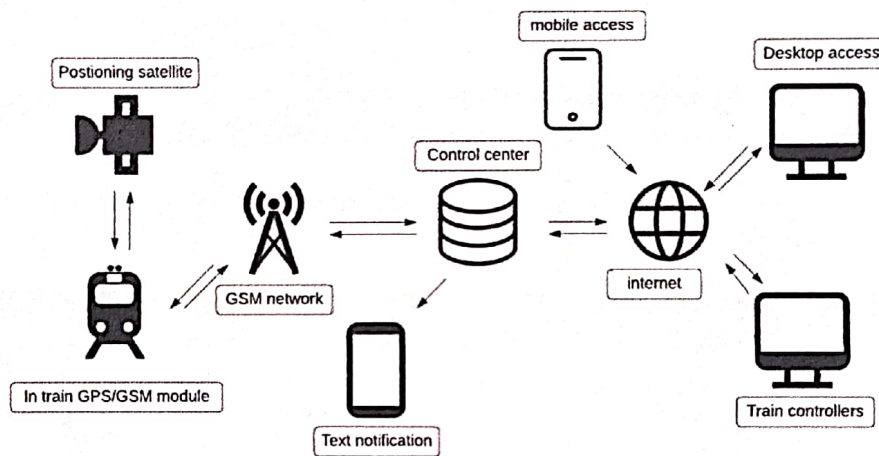 mobile access
Desktop access
Postioning satellite
Control center
GSM network
internet
In train GPS/GSM module
Text notification
Train controllers